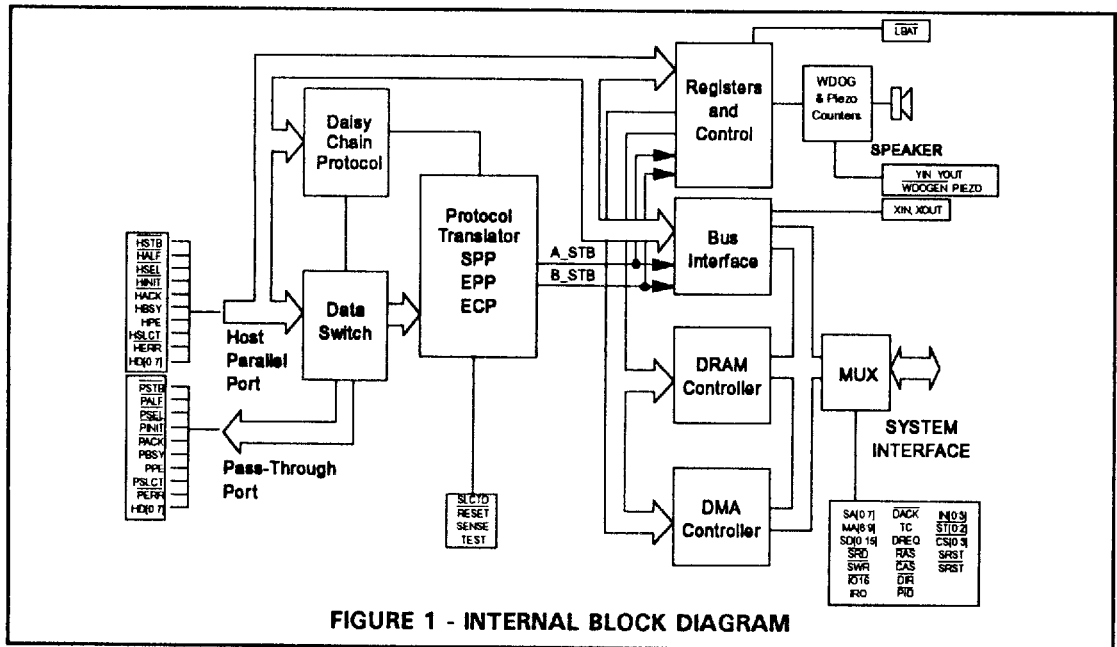 LBAT
Registers
and
Control
WDOG
& Piezo
Counters
SPEAKER
YIN YOUT
WDOGEN PIEZO
XIN, XOUT
Daisy
Chain
Protocol
Protocol
Translator
SPP
EPP
ECP
A_STB
B_STB
Bus
Interface
HSTB
HALF
HSEL
HINIT
HACK
HBSY
HPE
HSLCT
HERR
HD[0 7]
Host
Parallel
Port
Data
Switch
PSTB
PALF
PSEL
PINIT
PACK
PBSY
PPE
PSLCT
PERR
HD[0 7]
Pass-Through
Port
SLCTD
RESET
SENSE
TEST
DRAM
Controller
DMA
Controller
MUX
SYSTEM
INTERFACE
SA[0 7] DACK IN[0 3]
MA[8 9] TC ST[0 2]
SD[0 15] DREQ CS[0 3]
SRD RAS SRST
SWR CAS SRST
IO16 DIR
IRQ PID
FIGURE 1 - INTERNAL BLOCK DIAGRAM